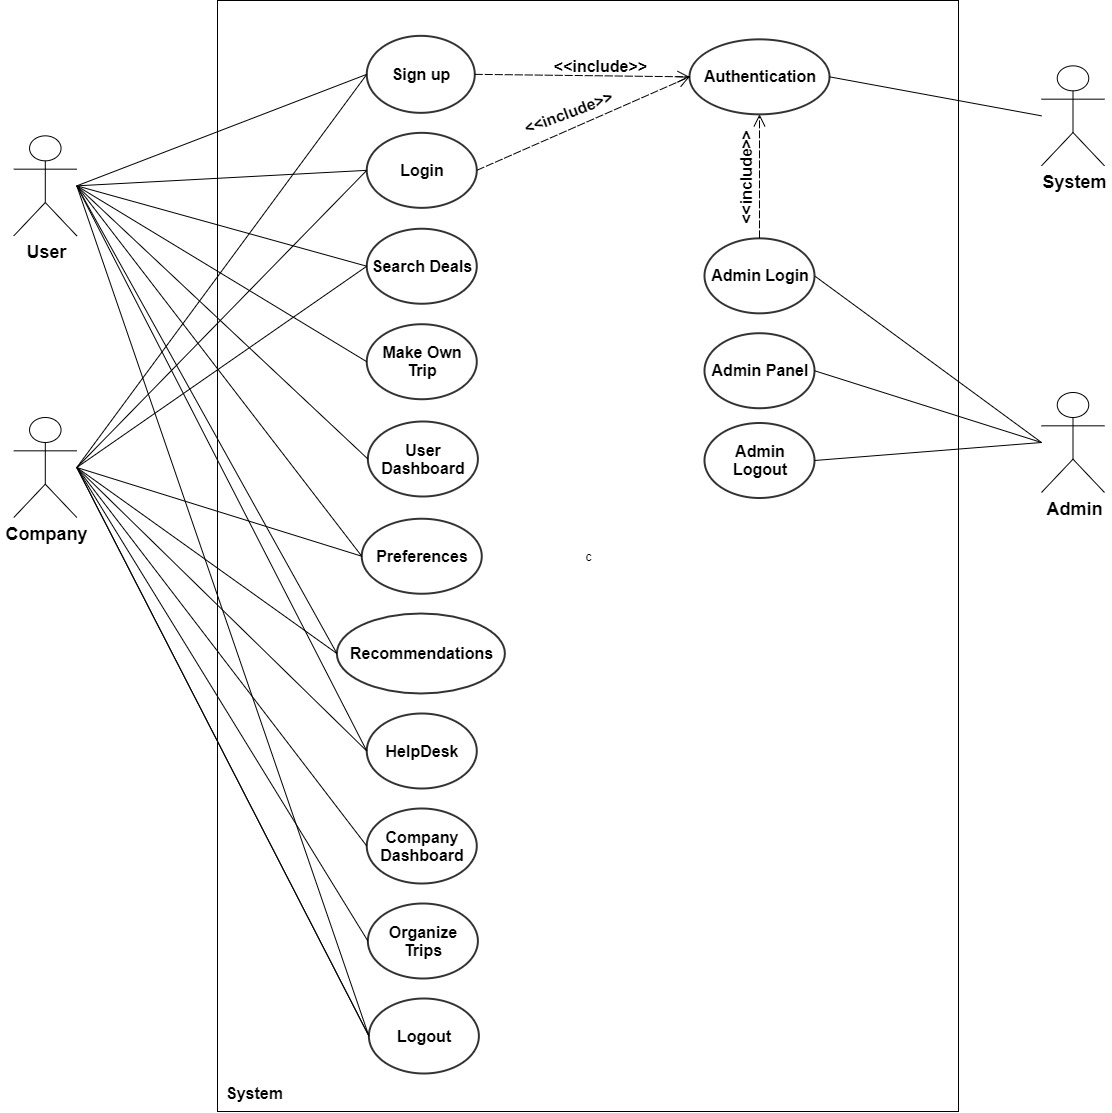 Sign up
<<include>>
Authentication
<<include>>
Login
<<include>>
User
System
Search Deals
Admin Login
Make Own
Trip
Admin Panel
User
Dashboard
Admin
Logout
Company
Admin
Preferences
c
Recommendations
HelpDesk
Company
Dashboard
Organize
Trips
Logout
System